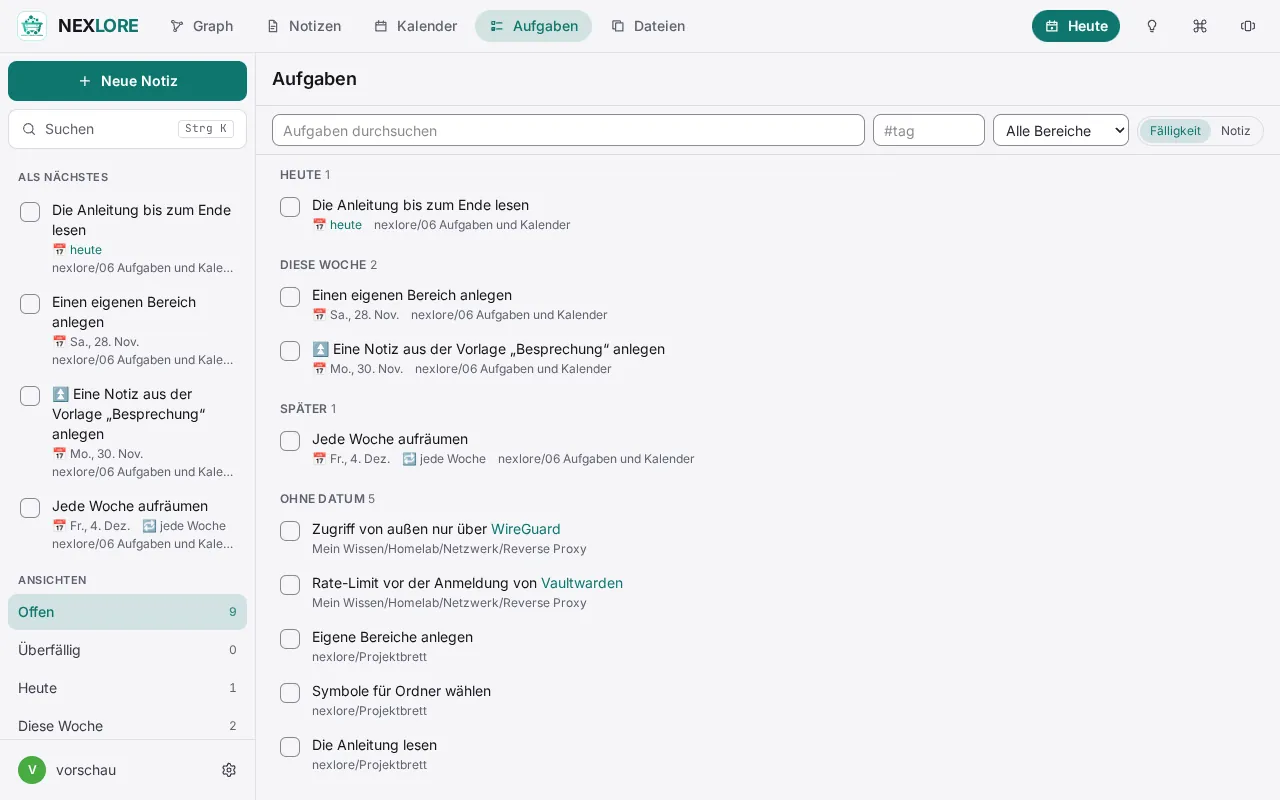 NEXLORE
Graph
Notizen
Kalender
Aufgaben
Dateien
Heute
Neue Notiz
Suchen
Strg K
ALS NÄCHSTES
Die Anleitung bis zum Ende
lesen
📅 heute
nexlore/06 Aufgaben und Kale…
Einen eigenen Bereich
anlegen
📅 Sa., 28. Nov.
nexlore/06 Aufgaben und Kale…
⏫ Eine Notiz aus der
Vorlage „Besprechung“
anlegen
📅 Mo., 30. Nov.
nexlore/06 Aufgaben und Kale…
Jede Woche aufräumen
📅 Fr., 4. Dez. 🔁 jede Woche
nexlore/06 Aufgaben und Kale…
ANSICHTEN
Offen 9
Überfällig 0
Heute 1
Diese Woche 2
V vorschau
Aufgaben
Aufgaben durchsuchen
#tag
Alle Bereiche
Fälligkeit
Notiz
HEUTE 1
Die Anleitung bis zum Ende lesen
📅 heute nexlore/06 Aufgaben und Kalender
DIESE WOCHE 2
Einen eigenen Bereich anlegen
📅 Sa., 28. Nov. nexlore/06 Aufgaben und Kalender
⏫ Eine Notiz aus der Vorlage „Besprechung“ anlegen
📅 Mo., 30. Nov. nexlore/06 Aufgaben und Kalender
SPÄTER 1
Jede Woche aufräumen
📅 Fr., 4. Dez. 🔁 jede Woche nexlore/06 Aufgaben und Kalender
OHNE DATUM 5
Zugriff von außen nur über WireGuard
Mein Wissen/Homelab/Netzwerk/Reverse Proxy
Rate-Limit vor der Anmeldung von Vaultwarden
Mein Wissen/Homelab/Netzwerk/Reverse Proxy
Eigene Bereiche anlegen
nexlore/Projektbrett
Symbole für Ordner wählen
nexlore/Projektbrett
Die Anleitung lesen
nexlore/Projektbrett